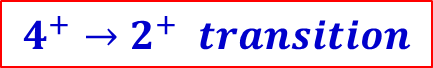 4⁺ → 2⁺ transition